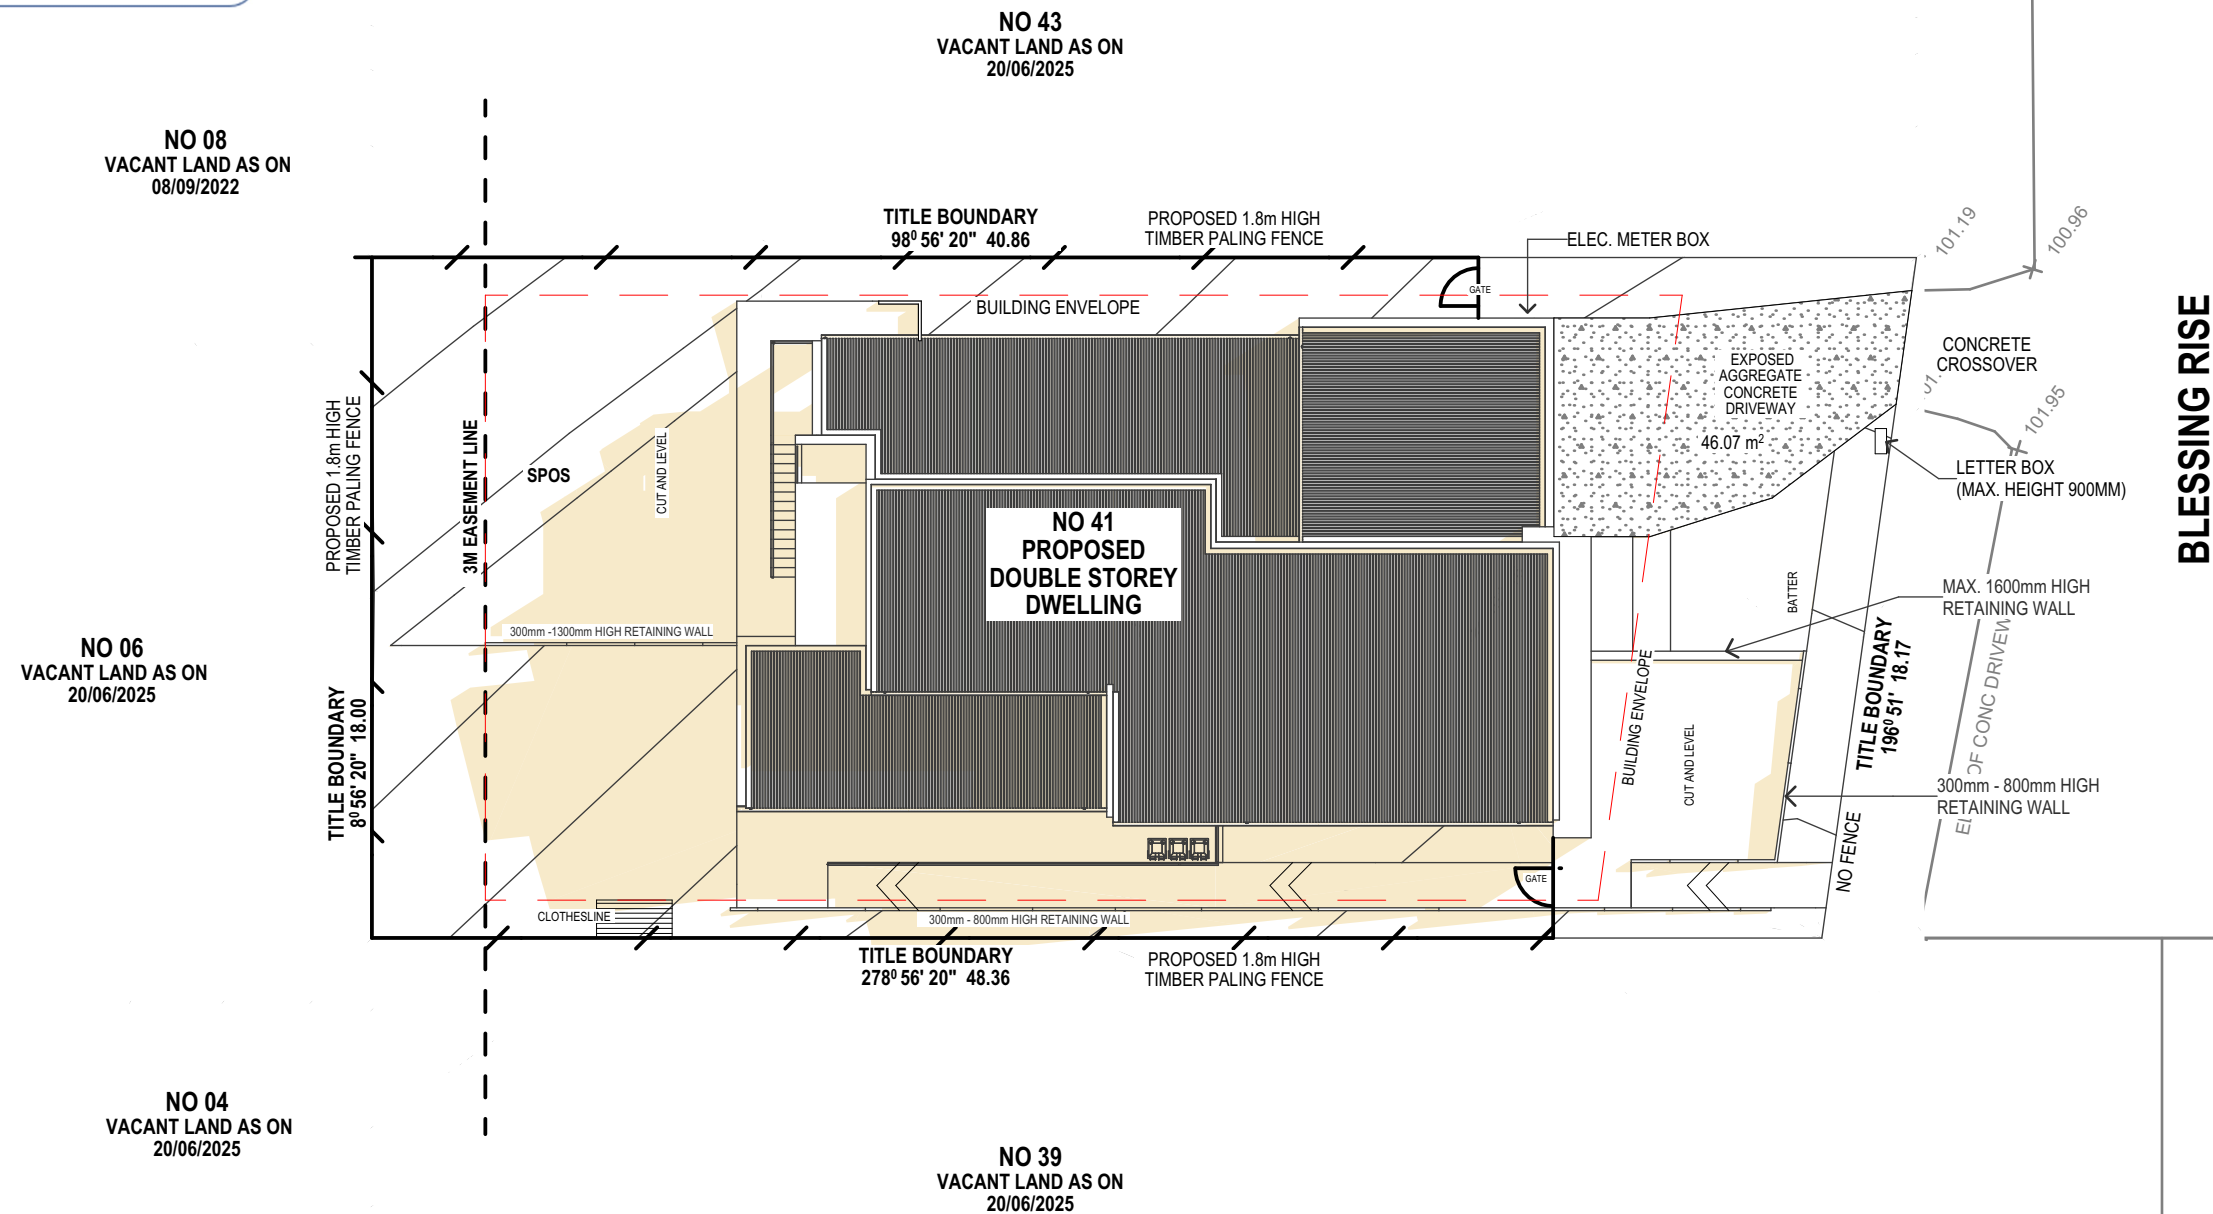 NO 43
VACANT LAND AS ON
20/06/2025
NO 08
VACANT LAND AS ON
08/09/2022
TITLE BOUNDARY
98⁰ 56' 20" 40.86
PROPOSED 1.8m HIGH
TIMBER PALING FENCE
ELEC. METER BOX
101.19
100.96
GATE
BUILDING ENVELOPE
BLESSING RISE
CONCRETE
CROSSOVER
EXPOSED
AGGREGATE
CONCRETE
DRIVEWAY
46.07 m²
101.95
PROPOSED 1.8m HIGH
TIMBER PALING FENCE
3M EASEMENT LINE
SPOS
CUT AND LEVEL
LETTER BOX
(MAX. HEIGHT 900MM)
NO 41
PROPOSED
DOUBLE STOREY
DWELLING
BATTER
MAX. 1600mm HIGH
RETAINING WALL
300mm -1300mm HIGH RETAINING WALL
NO 06
VACANT LAND AS ON
20/06/2025
TITLE BOUNDARY
8⁰ 56' 20" 18.00
BUILDING ENVELOPE
CUT AND LEVEL
TITLE BOUNDARY
196⁰ 51' 18.17
OF CONC
300mm - 800mm HIGH
RETAINING WALL
NO FENCE
GATE
CLOTHESLINE
300mm - 800mm HIGH RETAINING WALL
TITLE BOUNDARY
278⁰ 56' 20" 48.36
PROPOSED 1.8m HIGH
TIMBER PALING FENCE
NO 04
VACANT LAND AS ON
20/06/2025
NO 39
VACANT LAND AS ON
20/06/2025